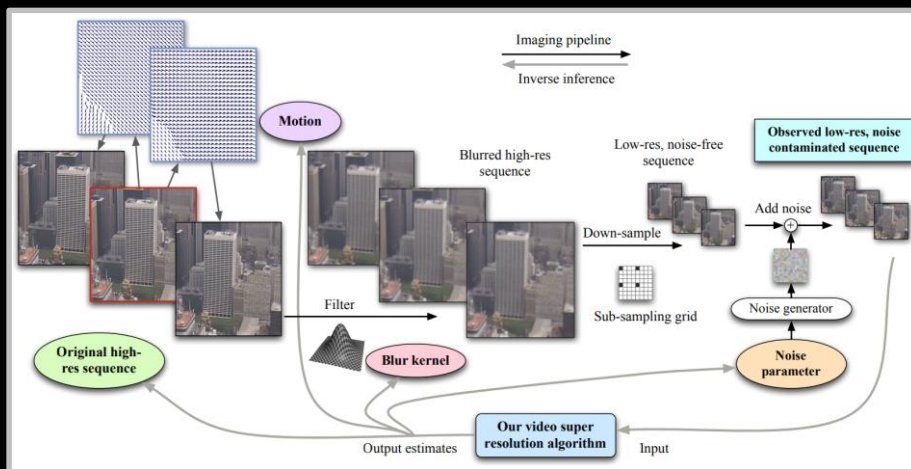 Imaging pipeline
Inverse inference
Motion
Blurred high-res
sequence
Low-res, noise-free
sequence
Observed low-res, noise
contaminated sequence
Add noise
Down-sample
Filter
Sub-sampling grid
Noise generator
Original high-
res sequence
Blur kernel
Noise
parameter
Output estimates
Our video super
resolution algorithm
Input